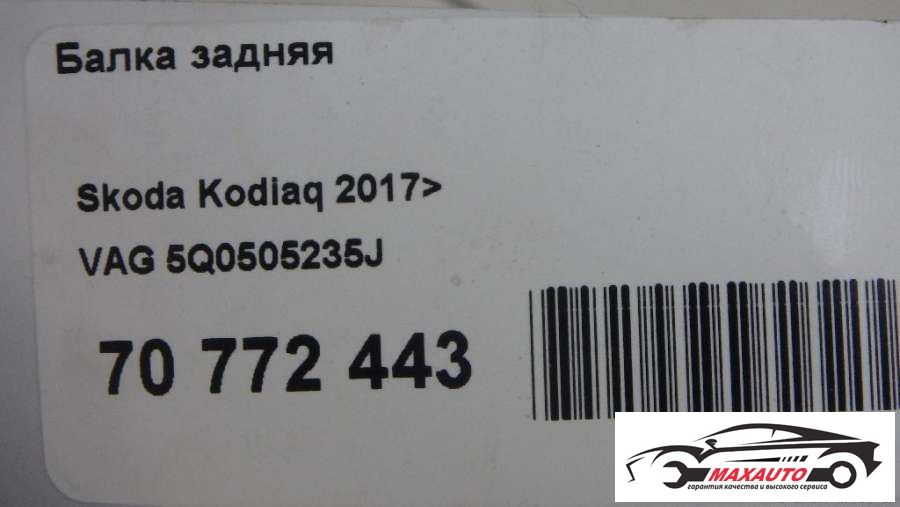 Балка задняя
Skoda Kodiaq 2017>
VAG 5Q0505235J
70 772 443
MAXAUTO
гарантия качества и высокого сервиса